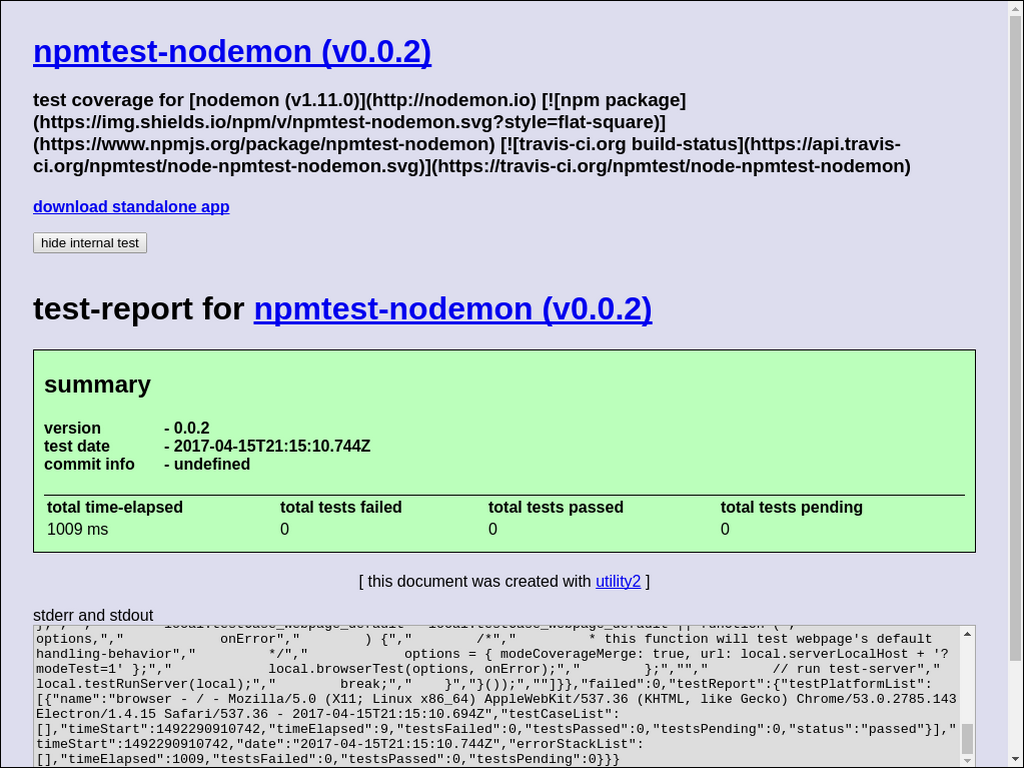 npmtest-nodemon (v0.0.2)
test coverage for [nodemon (v1.11.0)](http://nodemon.io) [![npm package]
(https://img.shields.io/npm/v/npmtest-nodemon.svg?style=flat-square)]
(https://www.npmjs.org/package/npmtest-nodemon) [![travis-ci.org build-status](https://api.travis-
ci.org/npmtest/node-npmtest-nodemon.svg)](https://travis-ci.org/npmtest/node-npmtest-nodemon)
download standalone app
hide internal test
test-report for npmtest-nodemon (v0.0.2)
summary
version - 0.0.2
test date - 2017-04-15T21:15:10.744Z
commit info - undefined
total time-elapsed total tests failed total tests passed total tests pending
1009 ms 0 0 0
[ this document was created with utility2 ]
stderr and stdout
options,","            onError","        ) {","        /*","         * this function will test webpage's default
handling-behavior","         */","            options = { modeCoverageMerge: true, url: local.serverLocalHost + '?
modeTest=1' };","            local.browserTest(options, onError);","        };","","        // run test-server","
local.testRunServer(local);","        break;","    }","}());",""]}},"failed":0,"testReport":{"testPlatformList":
[{"name":"browser - / - Mozilla/5.0 (X11; Linux x86_64) AppleWebKit/537.36 (KHTML, like Gecko) Chrome/53.0.2785.143
Electron/1.4.15 Safari/537.36 - 2017-04-15T21:15:10.694Z","testCaseList":
[],"timeStart":1492290910742,"timeElapsed":9,"testsFailed":0,"testsPassed":0,"testsPending":0,"status":"passed"}],"
timeStart":1492290910742,"date":"2017-04-15T21:15:10.744Z","errorStackList":
[],"timeElapsed":1009,"testsFailed":0,"testsPassed":0,"testsPending":0}}}